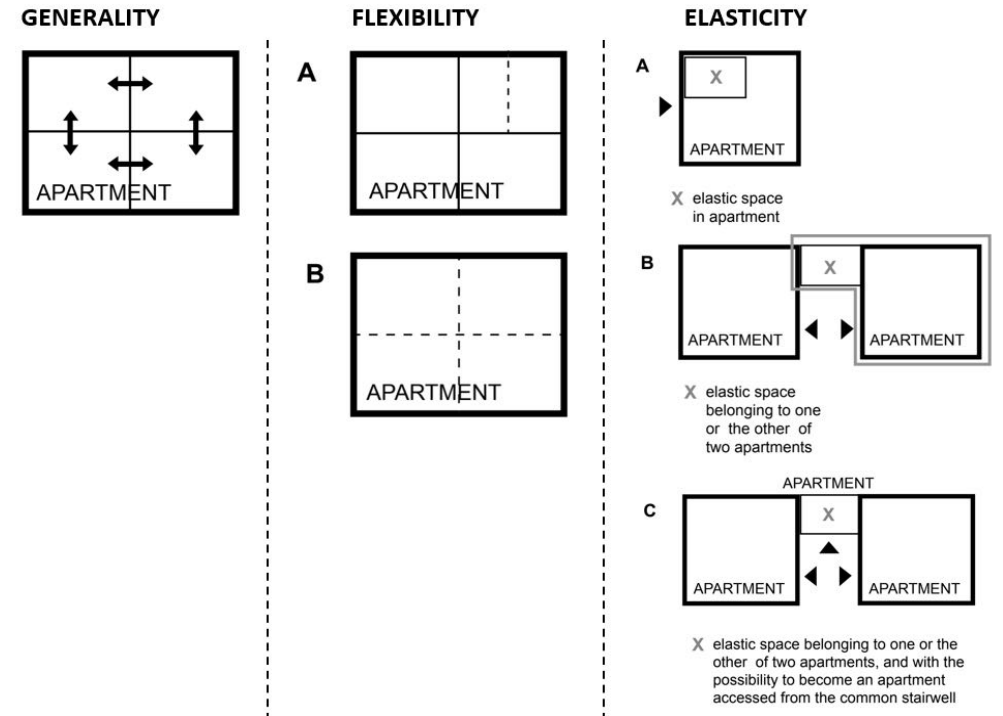 GENERALITY
APARTMENT
FLEXIBILITY
A
APARTMENT
B
APARTMENT
ELASTICITY
A
X
APARTMENT
X elastic space
in apartment
B
X
APARTMENT
APARTMENT
X elastic space
belonging to one
or the other of
two apartments
APARTMENT
C
X
APARTMENT
APARTMENT
X elastic space belonging to one or the
other of two apartments, and with the
possibility to become an apartment
accessed from the common stairwell